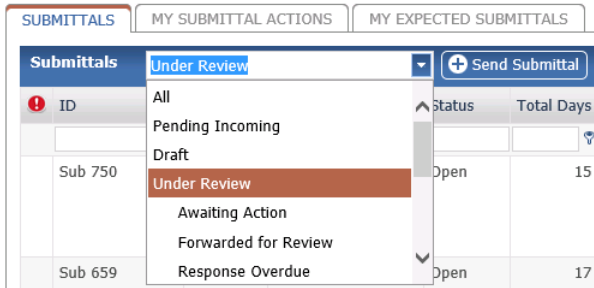 SUBMITTALS MY SUBMITTAL ACTIONS MY EXPECTED SUBMITTALS
Submittals Under Review Send Submittal
ID Status Total Days
All
Pending Incoming
Draft
Sub 750 Open 15
Under Review
Awaiting Action
Forwarded for Review
Response Overdue
Sub 659 Open 17